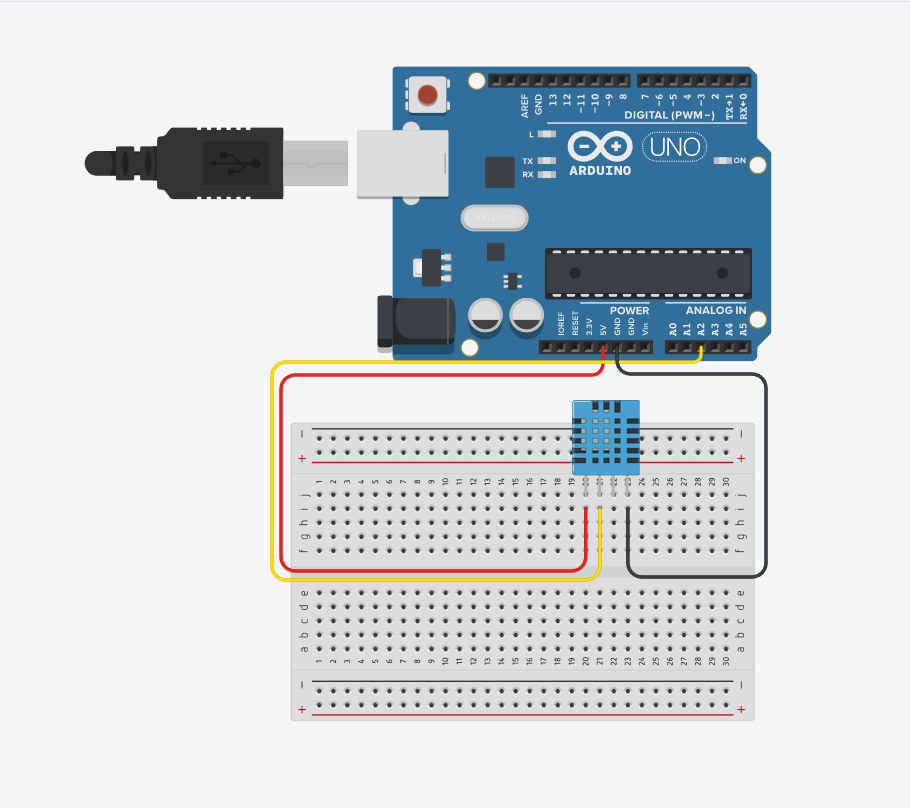 AREF
GND
13
12
~11
~10
~9
8
7
~6
~5
4
~3
2
TX→1
RX←0
DIGITAL (PWM~)
L
TX
RX
UNO
ON
ARDUINO
POWER
ANALOG IN
IOREF
RESET
3.3V
5V
GND
GND
Vin
A0
A1
A2
A3
A4
A5
− −
+ +
1 2 3 4 5 6 7 8 9 10 11 12 13 14 15 16 17 18 19 20 21 22 23 24 25 26 27 28 29 30
j j
i i
h h
g g
f f
e e
d d
c c
b b
a a
1 2 3 4 5 6 7 8 9 10 11 12 13 14 15 16 17 18 19 20 21 22 23 24 25 26 27 28 29 30
− −
+ +